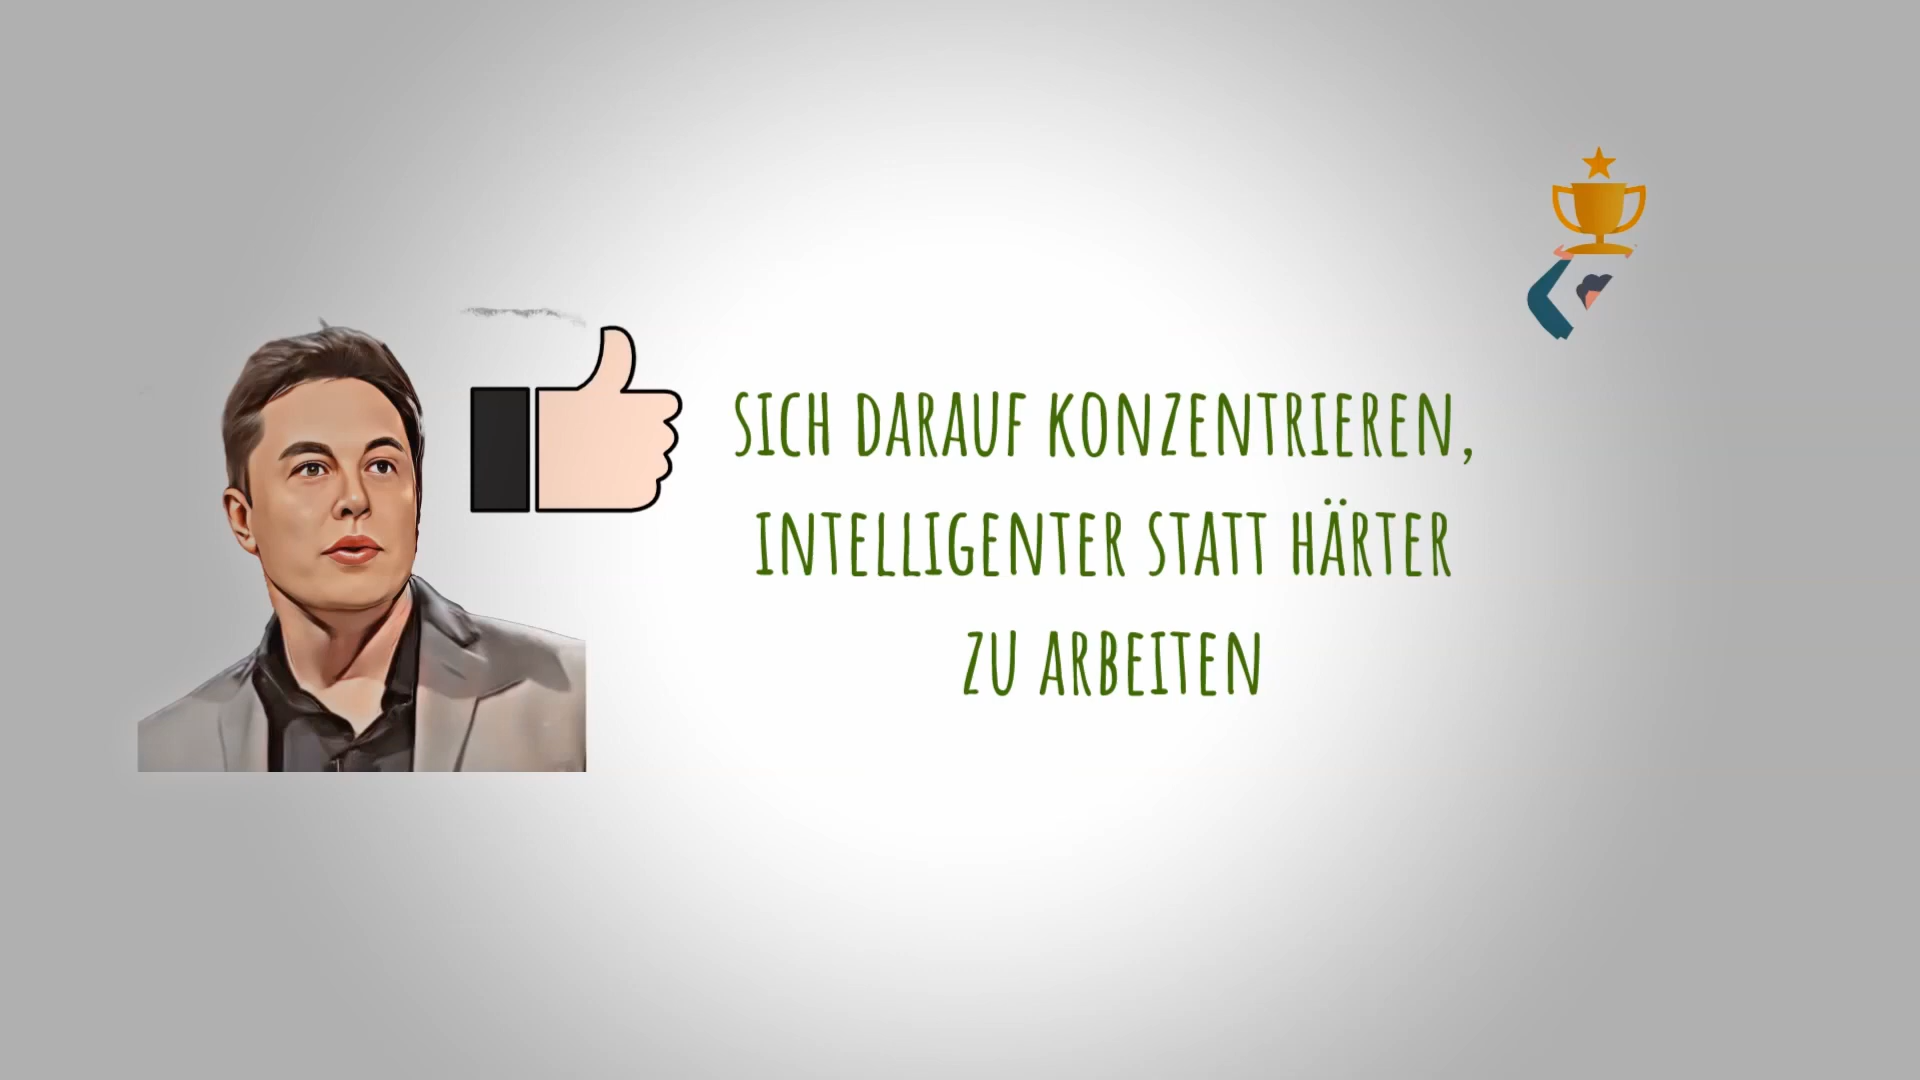 SICH DARAUF KONZENTRIEREN,
INTELLIGENTER STATT HÄRTER
ZU ARBEITEN